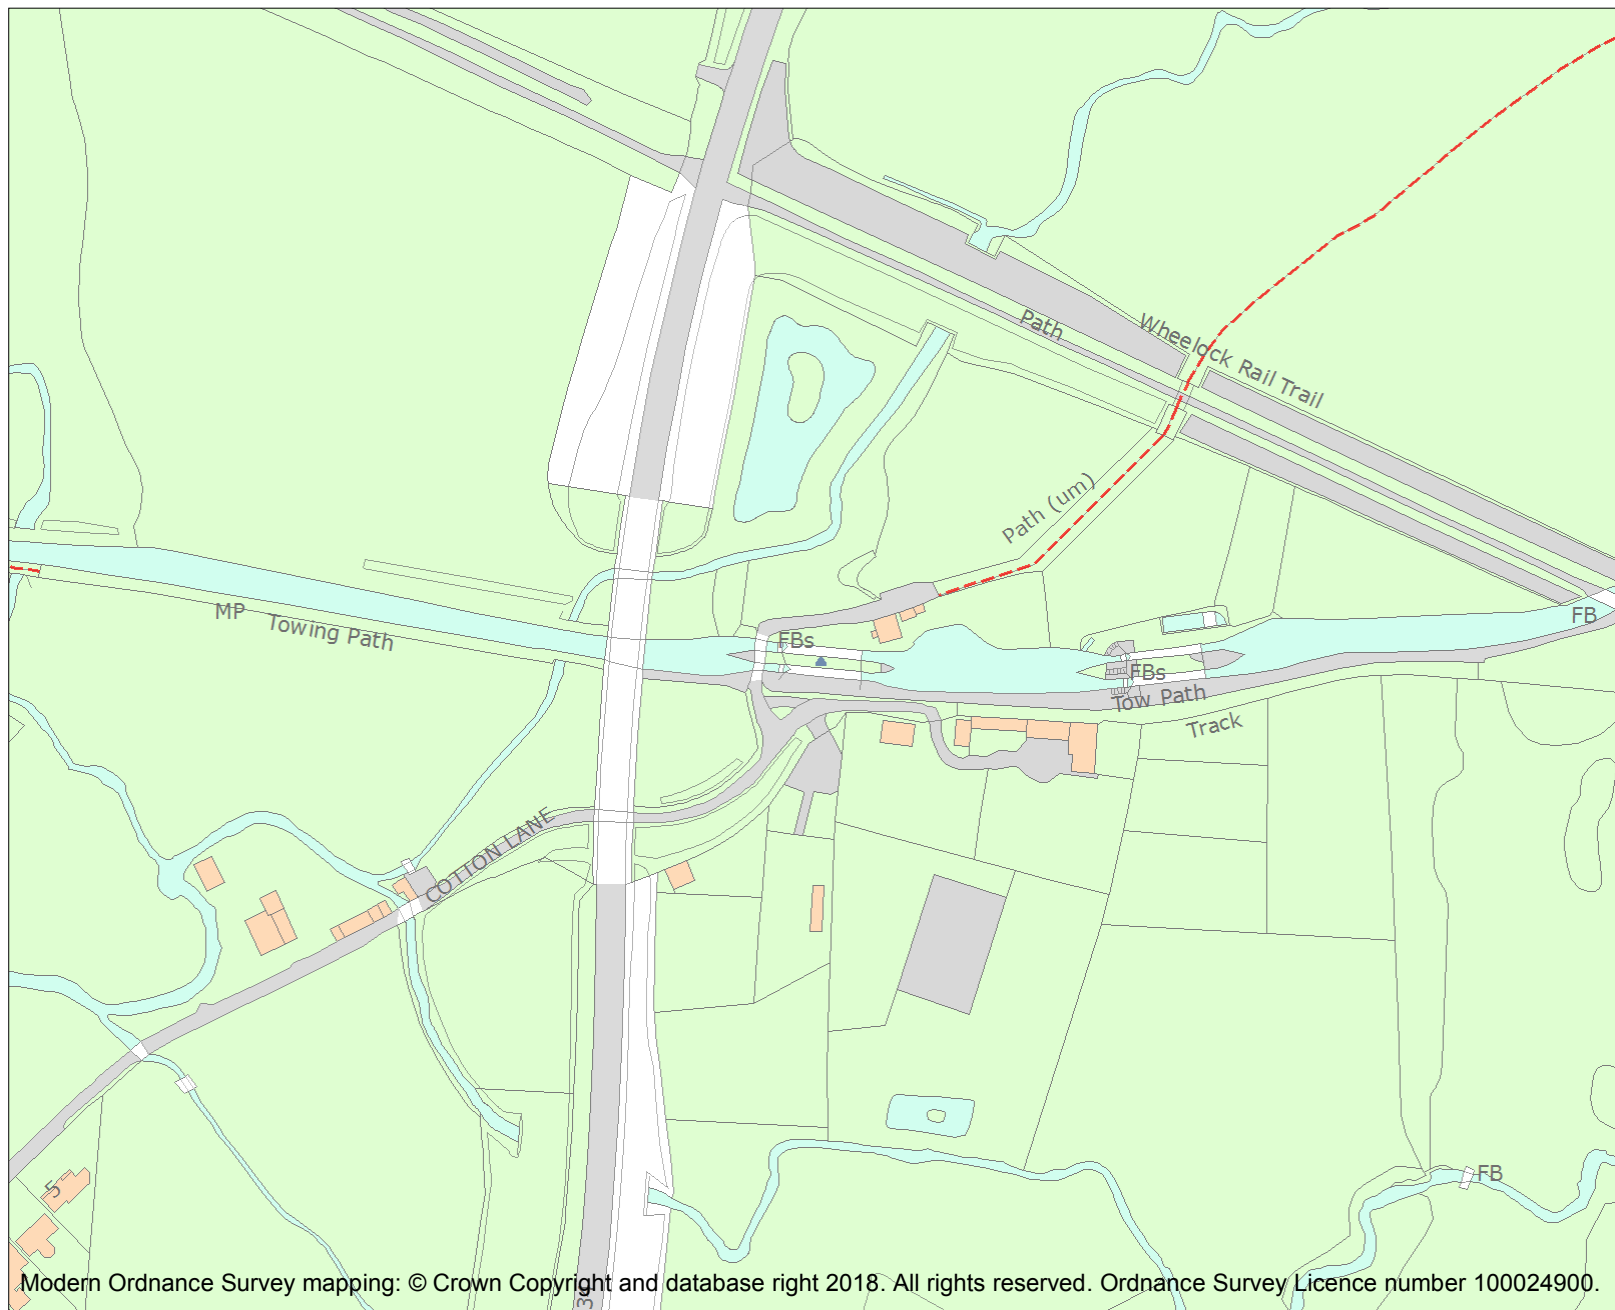 Path
Wheelock Rail Trail
Path (um)
MP
Towing Path
FBs
FB
FBs
Tow Path
Track
COTTON LANE
FB
5
Modern Ordnance Survey mapping: © Crown Copyright and database right 2018. All rights reserved. Ordnance Survey Licence number 100024900.